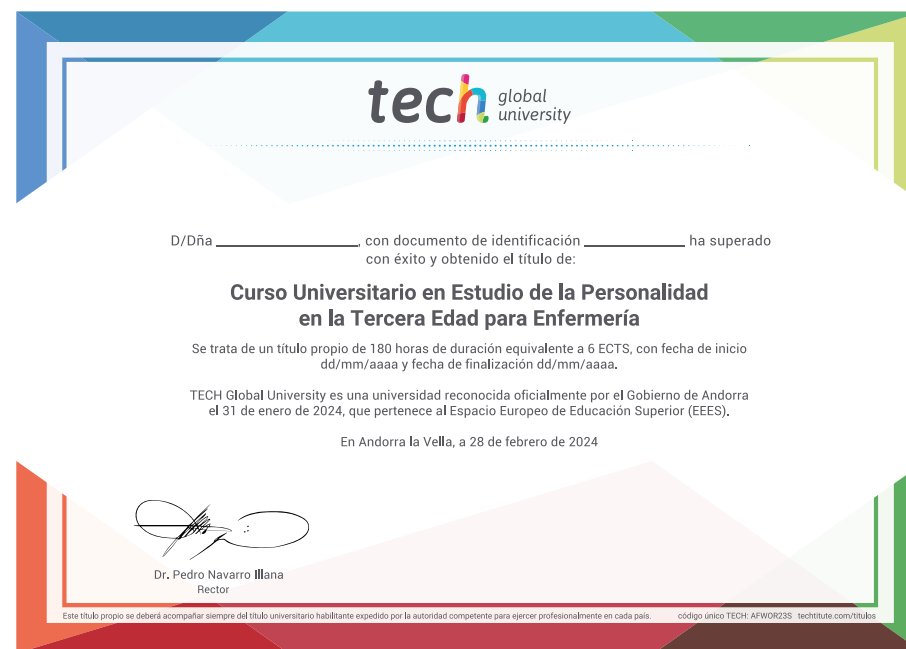 tech global university
D/Dña ____________, con documento de identificación ____________ ha superado
con éxito y obtenido el título de:
Curso Universitario en Estudio de la Personalidad
en la Tercera Edad para Enfermería
Se trata de un título propio de 180 horas de duración equivalente a 6 ECTS, con fecha de inicio
dd/mm/aaaa y fecha de finalización dd/mm/aaaa.
TECH Global University es una universidad reconocida oficialmente por el Gobierno de Andorra
el 31 de enero de 2024, que pertenece al Espacio Europeo de Educación Superior (EEES).
En Andorra la Vella, a 28 de febrero de 2024
Dr. Pedro Navarro Illana
Rector
Este título propio se deberá acompañar siempre del título universitario habilitante expedido por la autoridad competente para ejercer profesionalmente en cada país. código único TECH: AFWOR23S techtitute.com/titulos